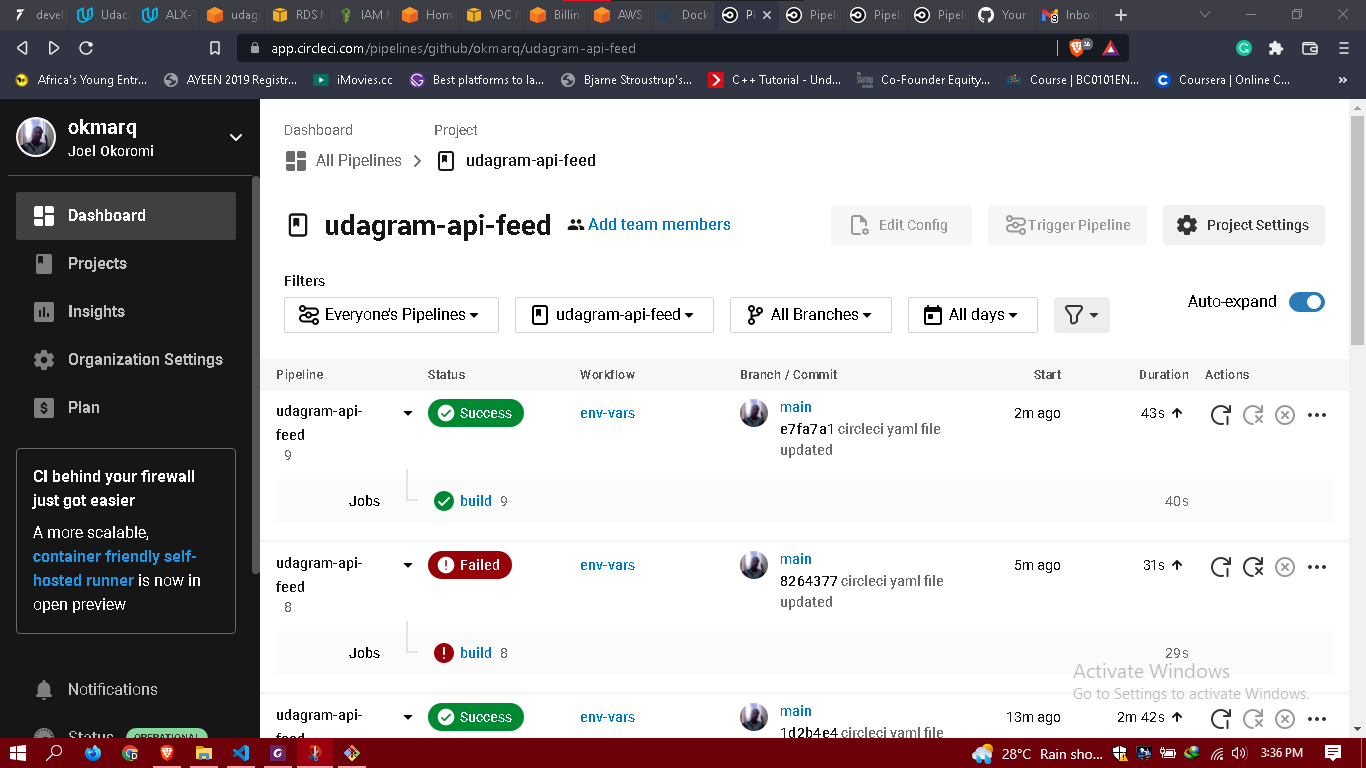 devel
Udac
ALX-
udag
RDS M
IAM M
Hom
VPC M
Billin
AWS
Dock
Pi
Pipel
Pipel
Pipel
Your
Inbo
app.circleci.com/pipelines/github/okmarq/udagram-api-feed
Africa's Young Entr...
AYEEN 2019 Registr...
iMovies.cc
Best platforms to la...
Bjarne Stroustrup's...
C++ Tutorial - Und...
Co-Founder Equity...
Course | BC0101EN...
Coursera | Online C...
okmarq
Joel Okoromi
Dashboard
Projects
Insights
Organization Settings
Plan
CI behind your firewall
just got easier
A more scalable,
container friendly self-
hosted runner is now in
open preview
Notifications
Status OPERATIONAL
Dashboard Project
All Pipelines udagram-api-feed
udagram-api-feed Add team members
Edit Config Trigger Pipeline Project Settings
Filters
Everyone's Pipelines udagram-api-feed All Branches All days
Auto-expand
Pipeline Status Workflow Branch / Commit Start Duration Actions
udagram-api-
feed
9
Success env-vars main
e7fa7a1 circleci yaml file
updated
2m ago 43s
Jobs build 9 40s
udagram-api-
feed
8
Failed env-vars main
8264377 circleci yaml file
updated
5m ago 31s
Jobs build 8 29s
udagram-api-
feed
Success env-vars main
1d2b4e4 circleci yaml file
13m ago 2m 42s
Activate Windows
Go to Settings to activate Windows.
28°C Rain sho...
3:36 PM